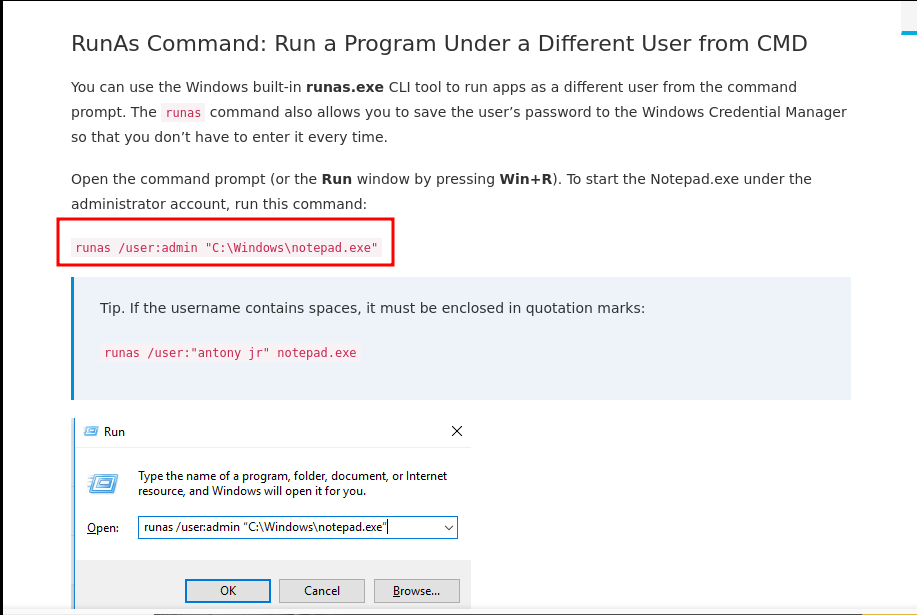 RunAs Command: Run a Program Under a Different User from CMD
You can use the Windows built-in runas.exe CLI tool to run apps as a different user from the command
prompt. The runas command also allows you to save the user’s password to the Windows Credential Manager
so that you don’t have to enter it every time.
Open the command prompt (or the Run window by pressing Win+R). To start the Notepad.exe under the
administrator account, run this command:
runas /user:admin "C:\Windows\notepad.exe"
Tip. If the username contains spaces, it must be enclosed in quotation marks:
runas /user:"antony jr" notepad.exe
Run
Type the name of a program, folder, document, or Internet
resource, and Windows will open it for you.
Open: runas /user:admin “C:\Windows\notepad.exe”
OK Cancel Browse...